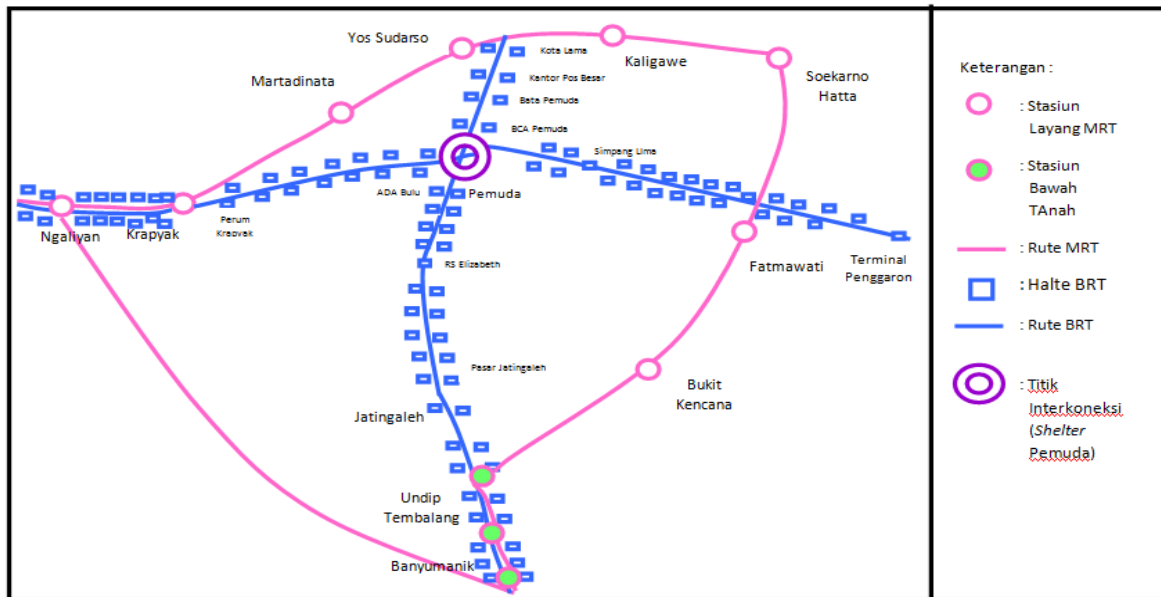 Yos Sudarso
Kota Lama
Kaligawe
Kantor Pos Besar
Soekarno
Hatta
Martadinata
Bata Pemuda
BCA Pemuda
Simpang Lima
ADA Bulu
Pemuda
Ngaliyan
Krapyak
Perum
Krapyak
Fatmawati
Terminal
Penggaron
RS Elizabeth
Pasar Jatingaleh
Bukit
Kencana
Jatingaleh
Undip
Tembalang
Banyumanik
Keterangan :
: Stasiun
Layang MRT
: Stasiun
Bawah
TAnah
: Rute MRT
: Halte BRT
: Rute BRT
: Titik
Interkoneksi
(Shelter
Pemuda)